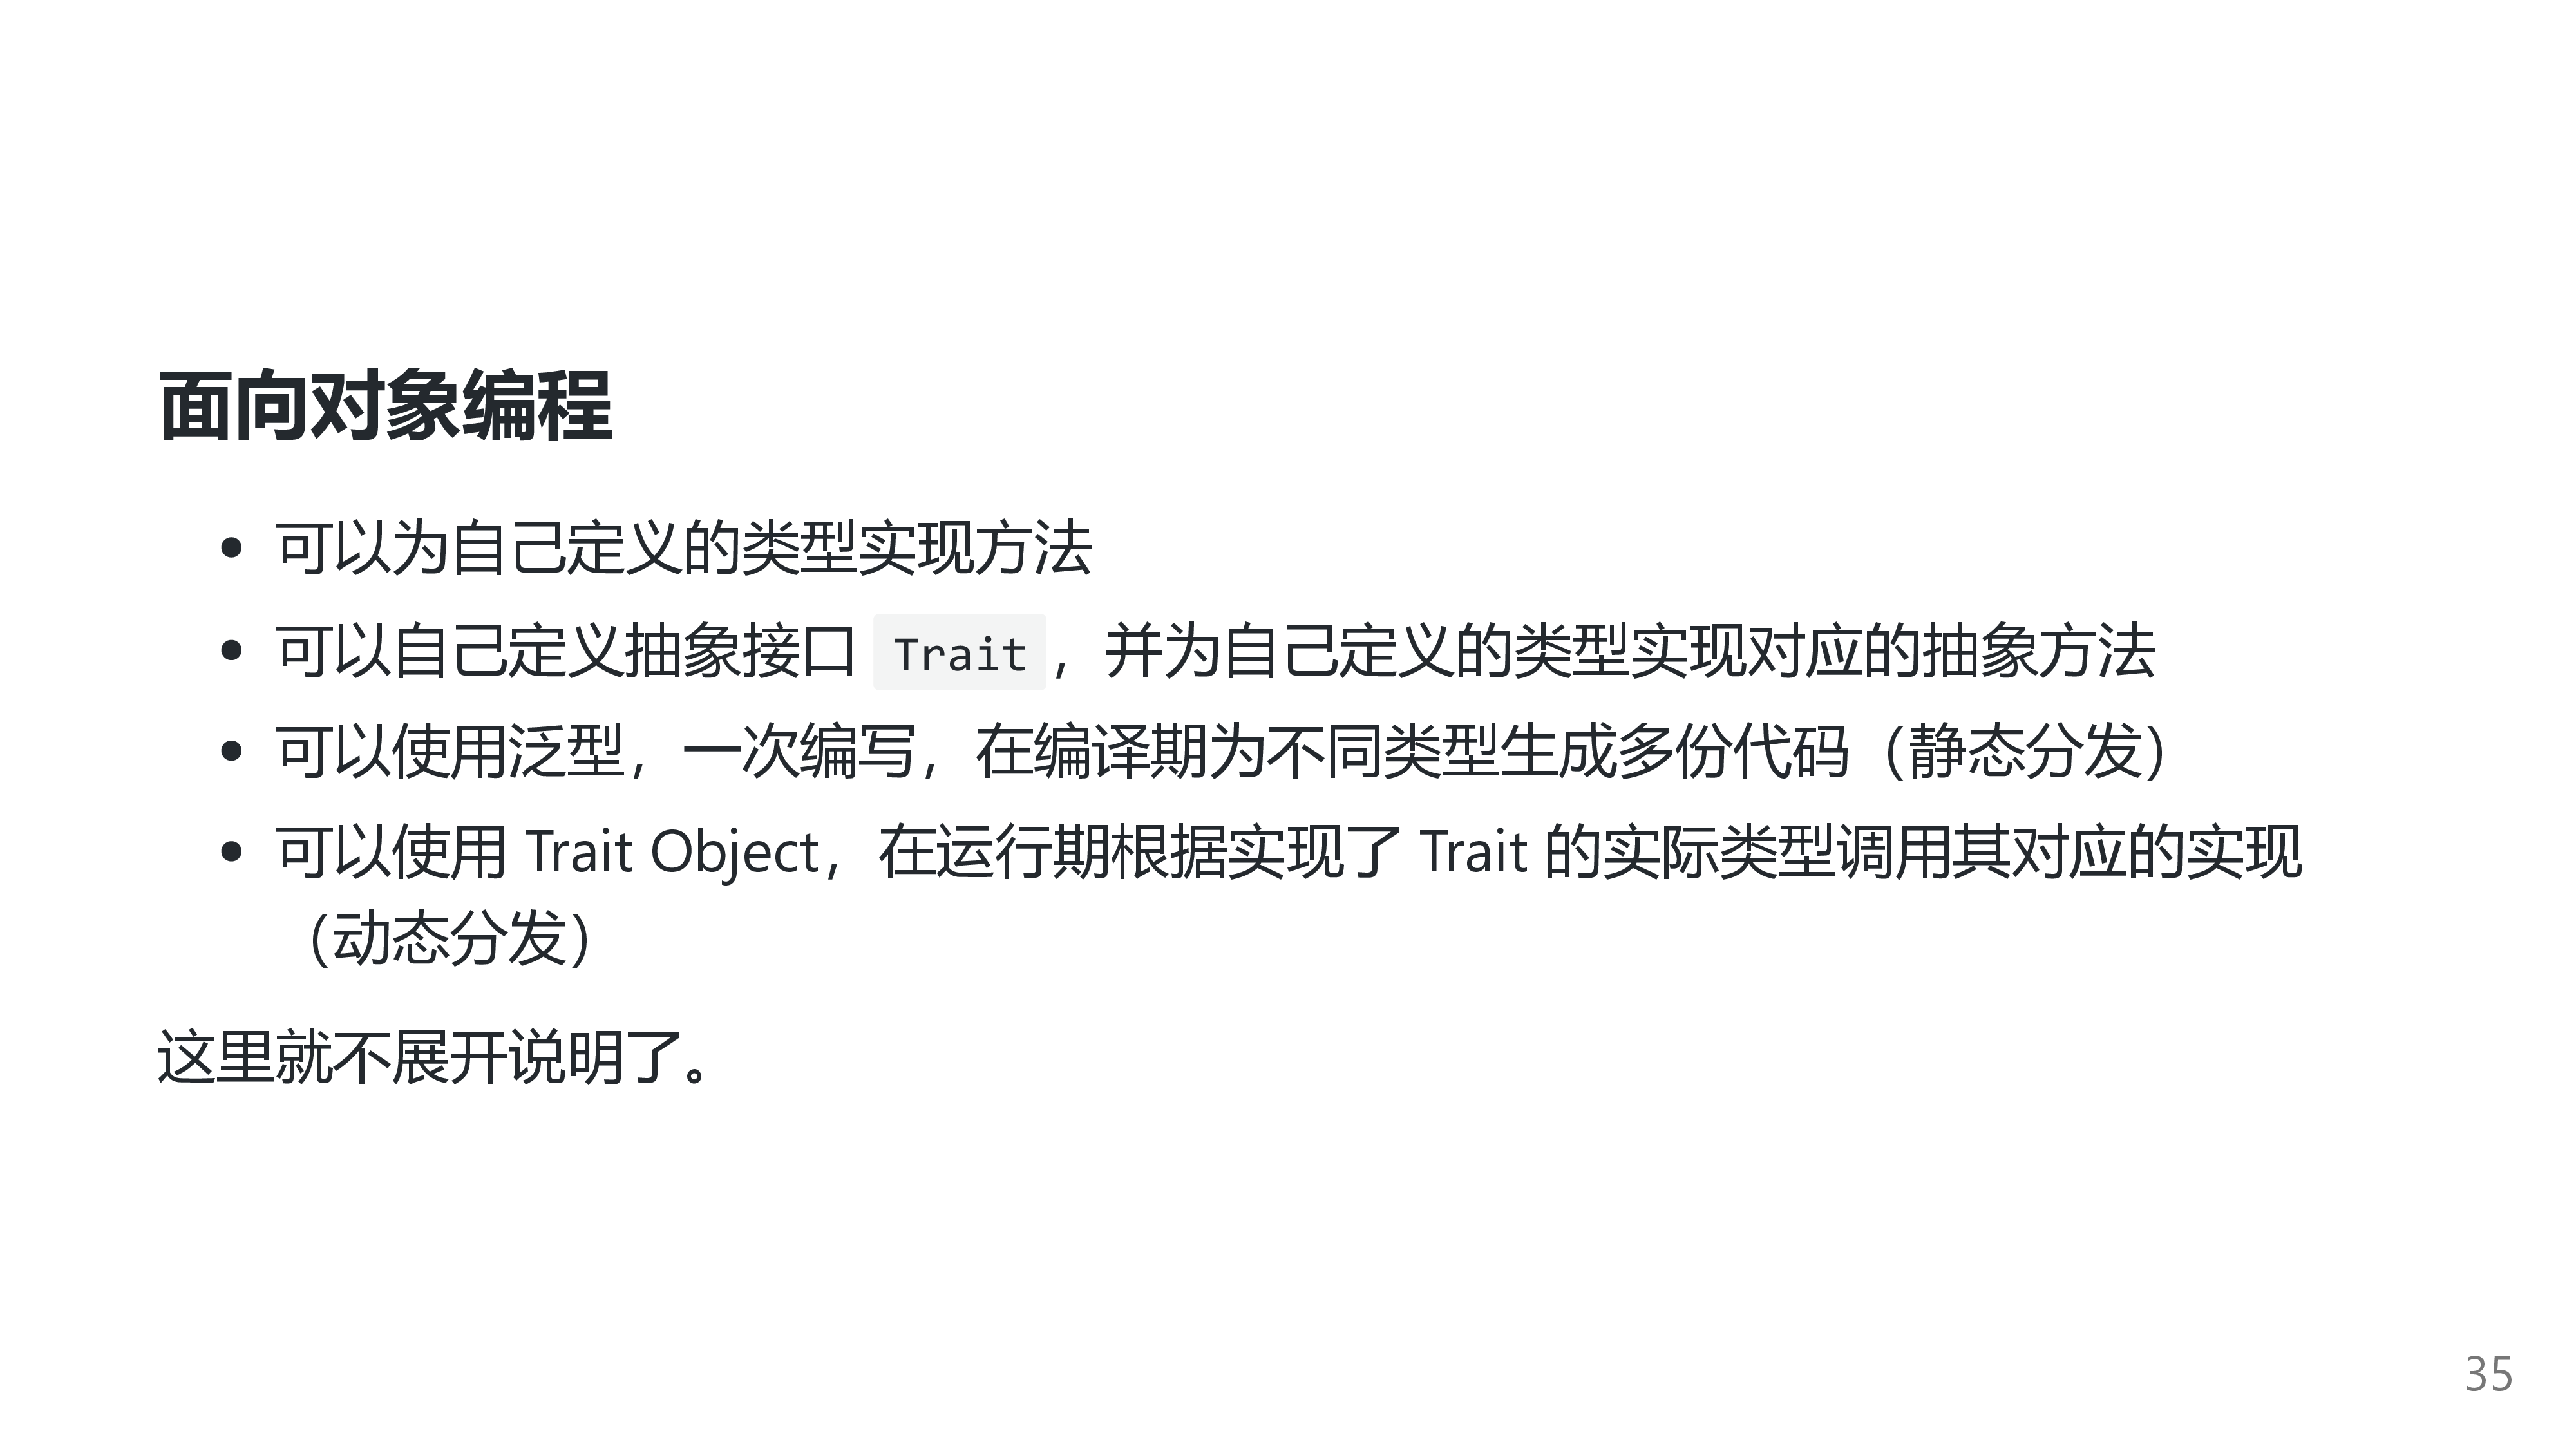 面向对象编程
• 可以为自己定义的类型实现方法
• 可以自己定义抽象接口 Trait，并为自己定义的类型实现对应的抽象方法
• 可以使用泛型，一次编写，在编译期为不同类型生成多份代码（静态分发）
• 可以使用 Trait Object，在运行期根据实现了 Trait 的实际类型调用其对应的实现
（动态分发）
这里就不展开说明了。
35